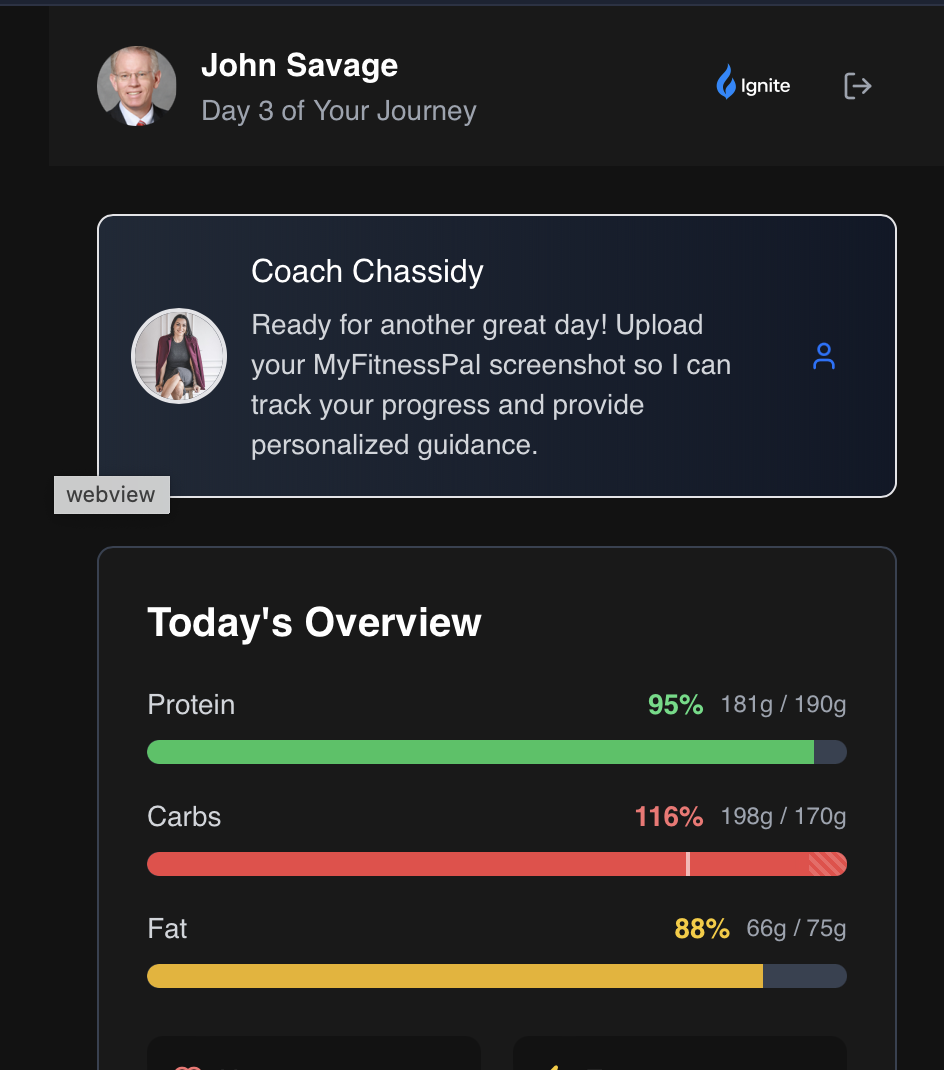 John Savage
Day 3 of Your Journey
Ignite
Coach Chassidy
Ready for another great day! Upload
your MyFitnessPal screenshot so I can
track your progress and provide
personalized guidance.
webview
Today's Overview
Protein 95% 181g / 190g
Carbs 116% 198g / 170g
Fat 88% 66g / 75g